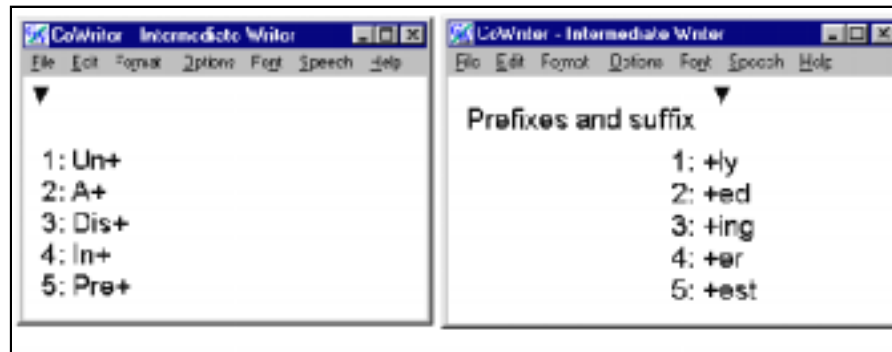 CoWriter - Intermediate Writer
File Edit Format Options Font Speech Help
1: Un+
2: A+
3: Dis+
4: In+
5: Pre+
CoWriter - Intermediate Writer
File Edit Format Options Font Speech Help
Prefixes and suffix
1: +ly
2: +ed
3: +ing
4: +er
5: +est